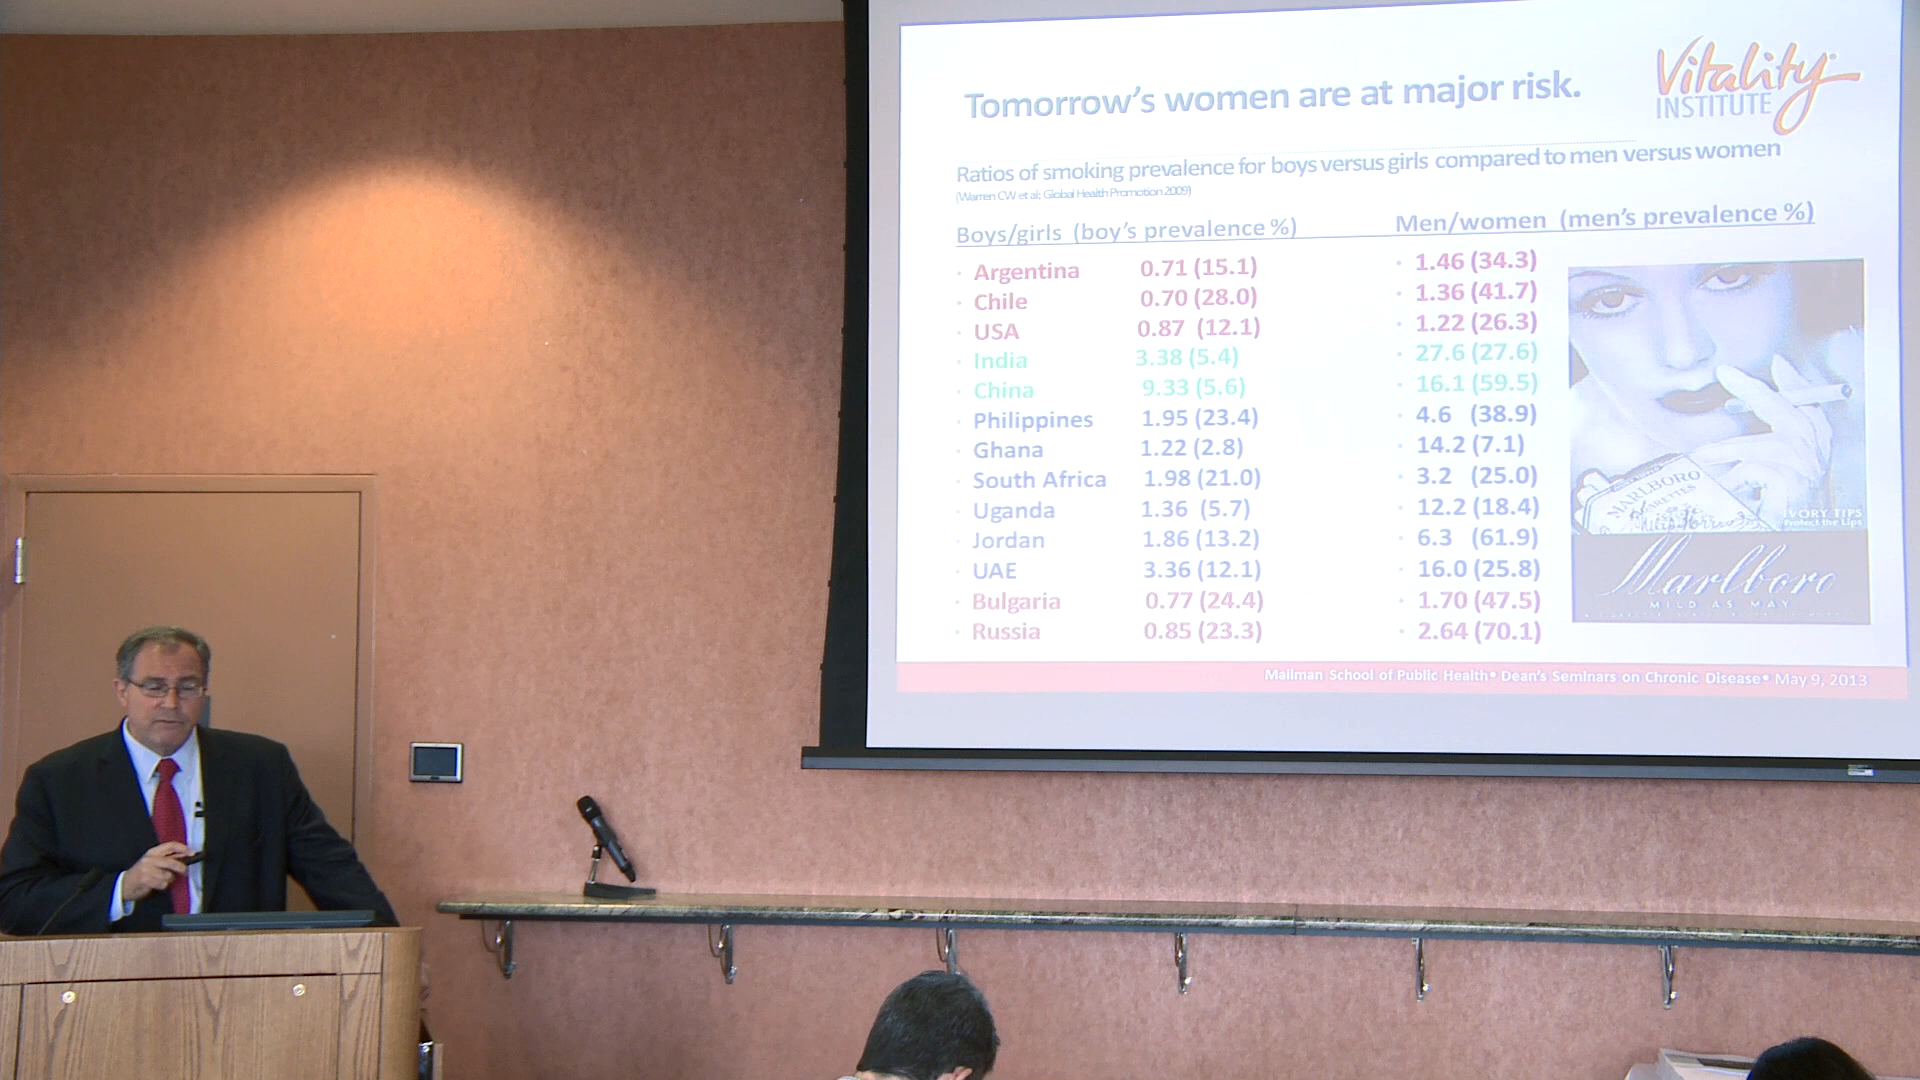 Tomorrow's women are at major risk.
Vitality
INSTITUTE
Ratios of smoking prevalence for boys versus girls compared to men versus women
(Warren CW et al; Global Health Promotion 2009)
Boys/girls (boy's prevalence %) Men/women (men's prevalence %)
· Argentina 0.71 (15.1) · 1.46 (34.3)
· Chile 0.70 (28.0) · 1.36 (41.7)
· USA 0.87 (12.1) · 1.22 (26.3)
· India 3.38 (5.4) · 27.6 (27.6)
· China 9.33 (5.6) · 16.1 (59.5)
· Philippines 1.95 (23.4) · 4.6 (38.9)
· Ghana 1.22 (2.8) · 14.2 (7.1)
· South Africa 1.98 (21.0) · 3.2 (25.0)
· Uganda 1.36 (5.7) · 12.2 (18.4)
· Jordan 1.86 (13.2) · 6.3 (61.9)
· UAE 3.36 (12.1) · 16.0 (25.8)
· Bulgaria 0.77 (24.4) · 1.70 (47.5)
· Russia 0.85 (23.3) · 2.64 (70.1)
MARLBORO
CIGARETTES
IVORY TIPS
Protect the Lips
Marlboro
MILD AS MAY
Mailman School of Public Health• Dean's Seminars on Chronic Disease• May 9, 2013